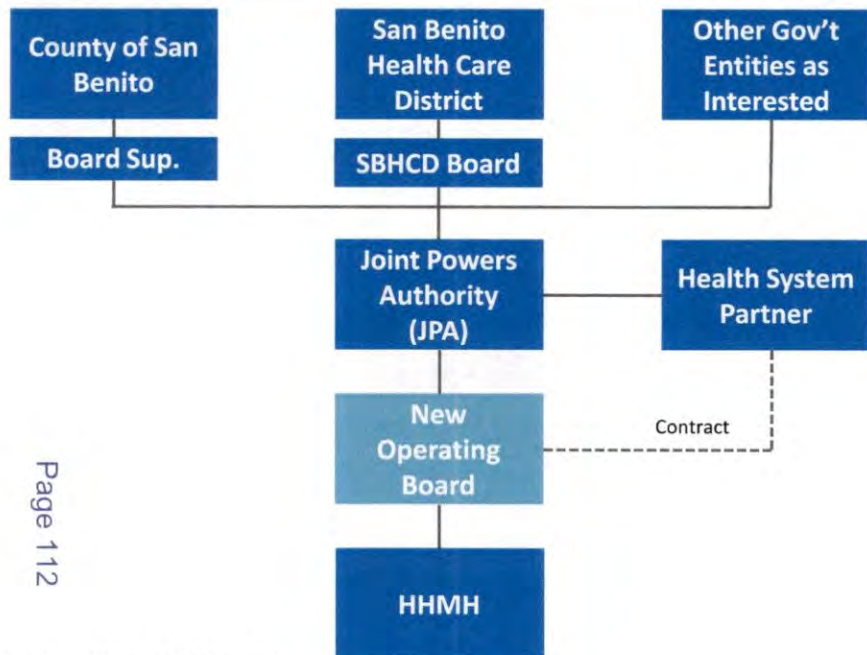 County of San
Benito
San Benito
Health Care
District
Other Gov't
Entities as
Interested
Board Sup.
SBHCD Board
Joint Powers
Authority
(JPA)
Health System
Partner
New
Operating
Board
Contract
HHMH
Page 112